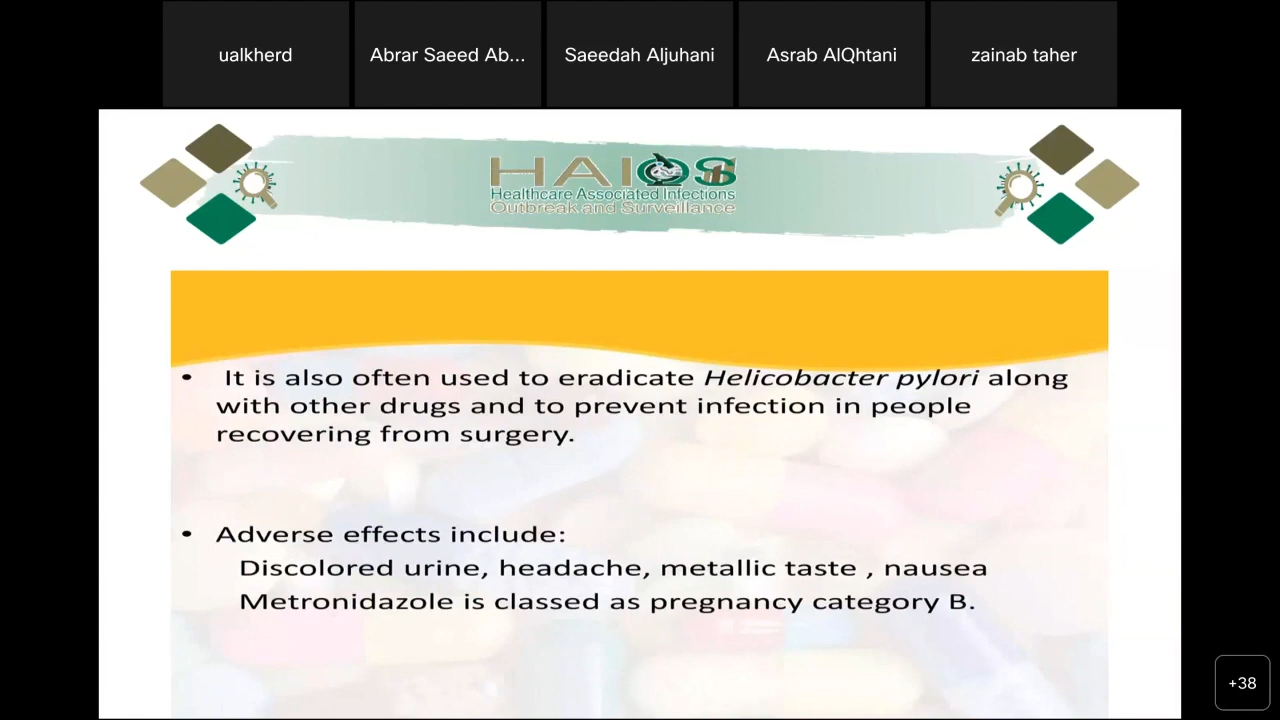 ualkherd
Abrar Saeed Ab...
Saeedah Aljuhani
Asrab AlQhtani
zainab taher
HAIOS
Healthcare Associated Infections
Outbreak and Surveillance
• It is also often used to eradicate Helicobacter pylori along
with other drugs and to prevent infection in people
recovering from surgery.
• Adverse effects include:
Discolored urine, headache, metallic taste , nausea
Metronidazole is classed as pregnancy category B.
+38